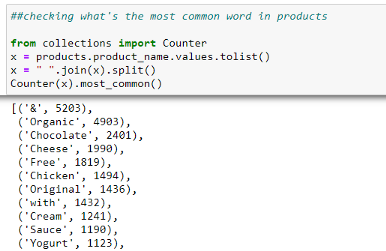 ##checking what's the most common word in products
from collections import Counter
x = products.product_name.values.tolist()
x = " ".join(x).split()
Counter(x).most_common()
[('&', 5203),
('Organic', 4903),
('Chocolate', 2401),
('Cheese', 1990),
('Free', 1819),
('Chicken', 1494),
('Original', 1436),
('with', 1432),
('Cream', 1241),
('Sauce', 1190),
('Yogurt', 1123),